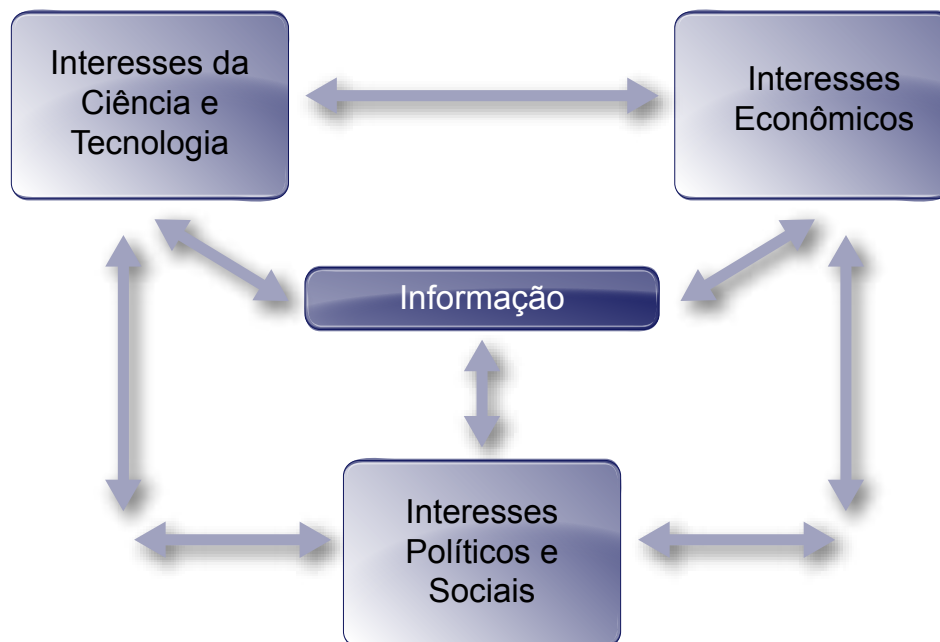 Interesses da
Ciência e
Tecnologia
Interesses
Econômicos
Informação
Interesses
Políticos e
Sociais